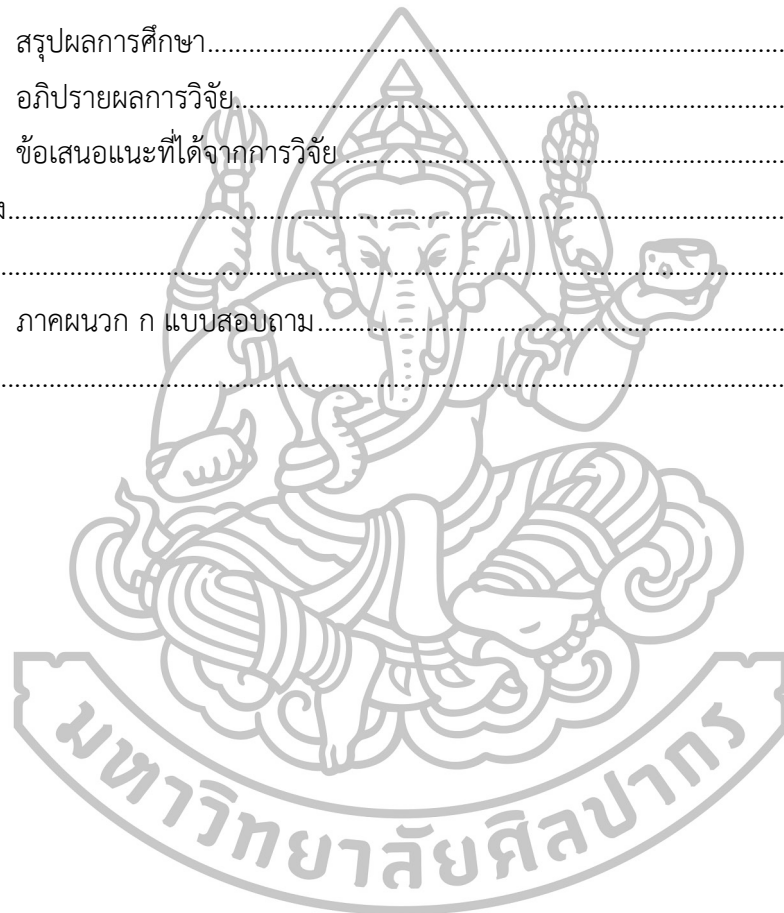 สรุปผลการศึกษา................................................................................
อภิปรายผลการวิจัย............................................................................
ข้อเสนอแนะที่ได้จากการวิจัย ................................................................
................................................................................................
................................................................................................
ภาคผนวก ก แบบสอบถาม....................................................................
................................................................................................
มหาวิทยาลัยศิลปากร